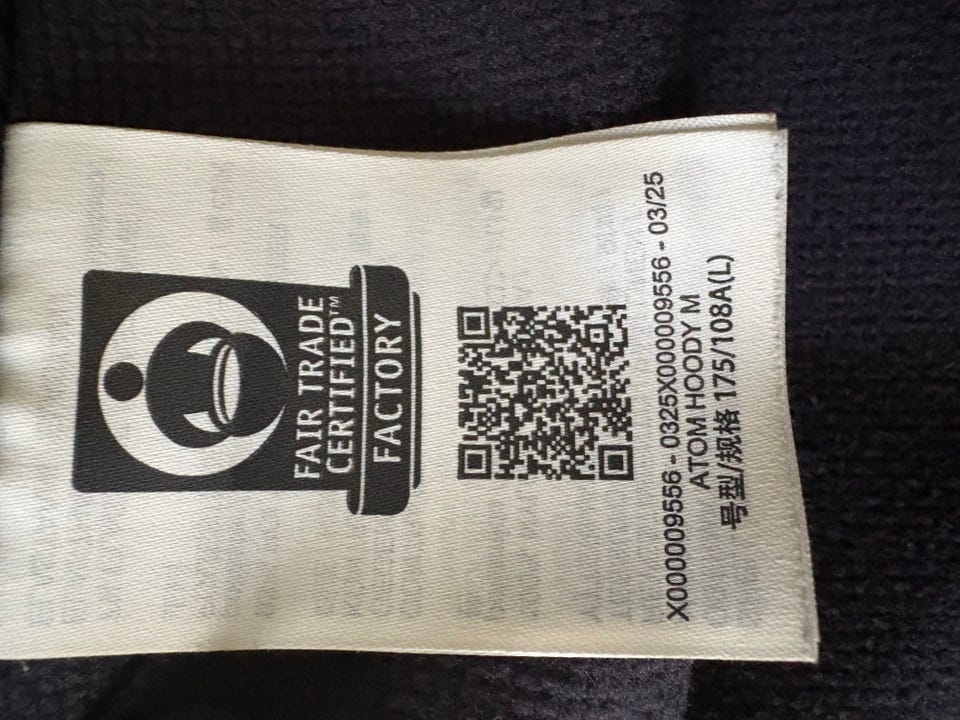 FAIR TRADE
CERTIFIED™
FACTORY
X000009556 - 0325X000009556 - 03/25
ATOM HOODY M
号型/规格 175/108A(L)